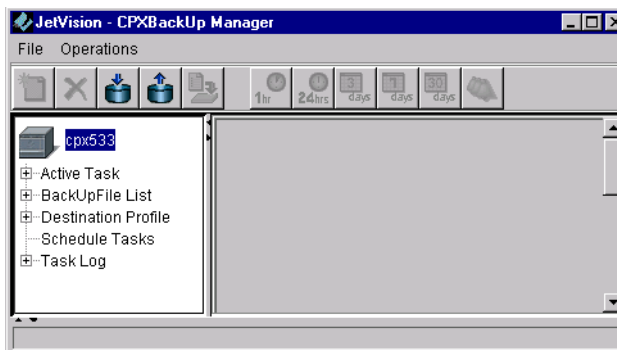 JetVision - CPXBackUp Manager
File Operations
1hr 24hrs 3 days 7 days 30 days
cpx533
Active Task
BackUpFile List
Destination Profile
Schedule Tasks
Task Log